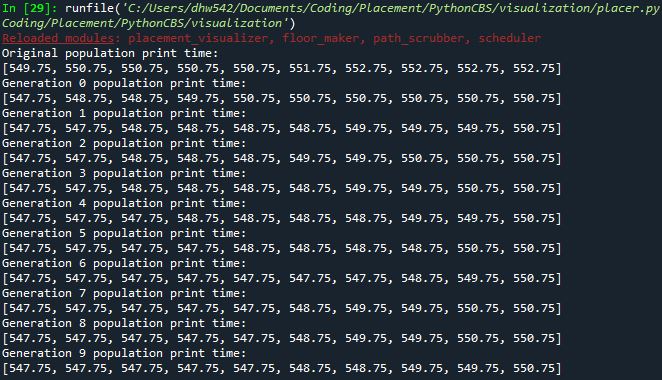 In [29]: runfile('C:/Users/dhw542/Documents/Coding/Placement/PythonCBS/visualization/placer.py
Coding/Placement/PythonCBS/visualization')
Reloaded modules: placement_visualizer, floor_maker, path_scrubber, scheduler
Original population print time:
[549.75, 550.75, 550.75, 550.75, 550.75, 551.75, 552.75, 552.75, 552.75, 552.75]
Generation 0 population print time:
[547.75, 548.75, 548.75, 549.75, 550.75, 550.75, 550.75, 550.75, 550.75, 550.75]
Generation 1 population print time:
[547.75, 547.75, 548.75, 548.75, 548.75, 548.75, 549.75, 549.75, 549.75, 550.75]
Generation 2 population print time:
[547.75, 547.75, 548.75, 548.75, 548.75, 549.75, 549.75, 550.75, 550.75, 550.75]
Generation 3 population print time:
[547.75, 547.75, 547.75, 548.75, 548.75, 548.75, 549.75, 549.75, 550.75, 550.75]
Generation 4 population print time:
[547.75, 547.75, 547.75, 547.75, 548.75, 548.75, 548.75, 549.75, 549.75, 550.75]
Generation 5 population print time:
[547.75, 547.75, 547.75, 547.75, 548.75, 548.75, 548.75, 548.75, 550.75, 550.75]
Generation 6 population print time:
[547.75, 547.75, 547.75, 547.75, 547.75, 547.75, 547.75, 548.75, 549.75, 550.75]
Generation 7 population print time:
[547.75, 547.75, 547.75, 547.75, 547.75, 548.75, 549.75, 549.75, 550.75, 550.75]
Generation 8 population print time:
[547.75, 547.75, 547.75, 547.75, 547.75, 548.75, 549.75, 549.75, 550.75, 550.75]
Generation 9 population print time:
[547.75, 547.75, 547.75, 547.75, 547.75, 548.75, 548.75, 549.75, 549.75, 550.75]